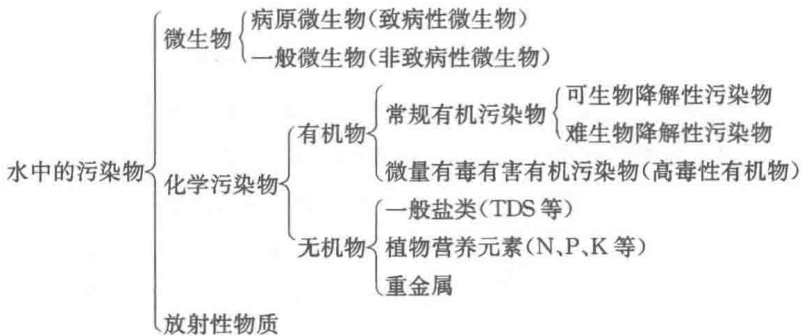 病原微生物(致病性微生物)
微生物
一般微生物(非致病性微生物)
可生物降解性污染物
常规有机污染物
难生物降解性污染物
有机物
微量有毒有害有机污染物(高毒性有机物)
水中的污染物
化学污染物
一般盐类(TDS等)
无机物
植物营养元素(N、P、K等)
重金属
放射性物质